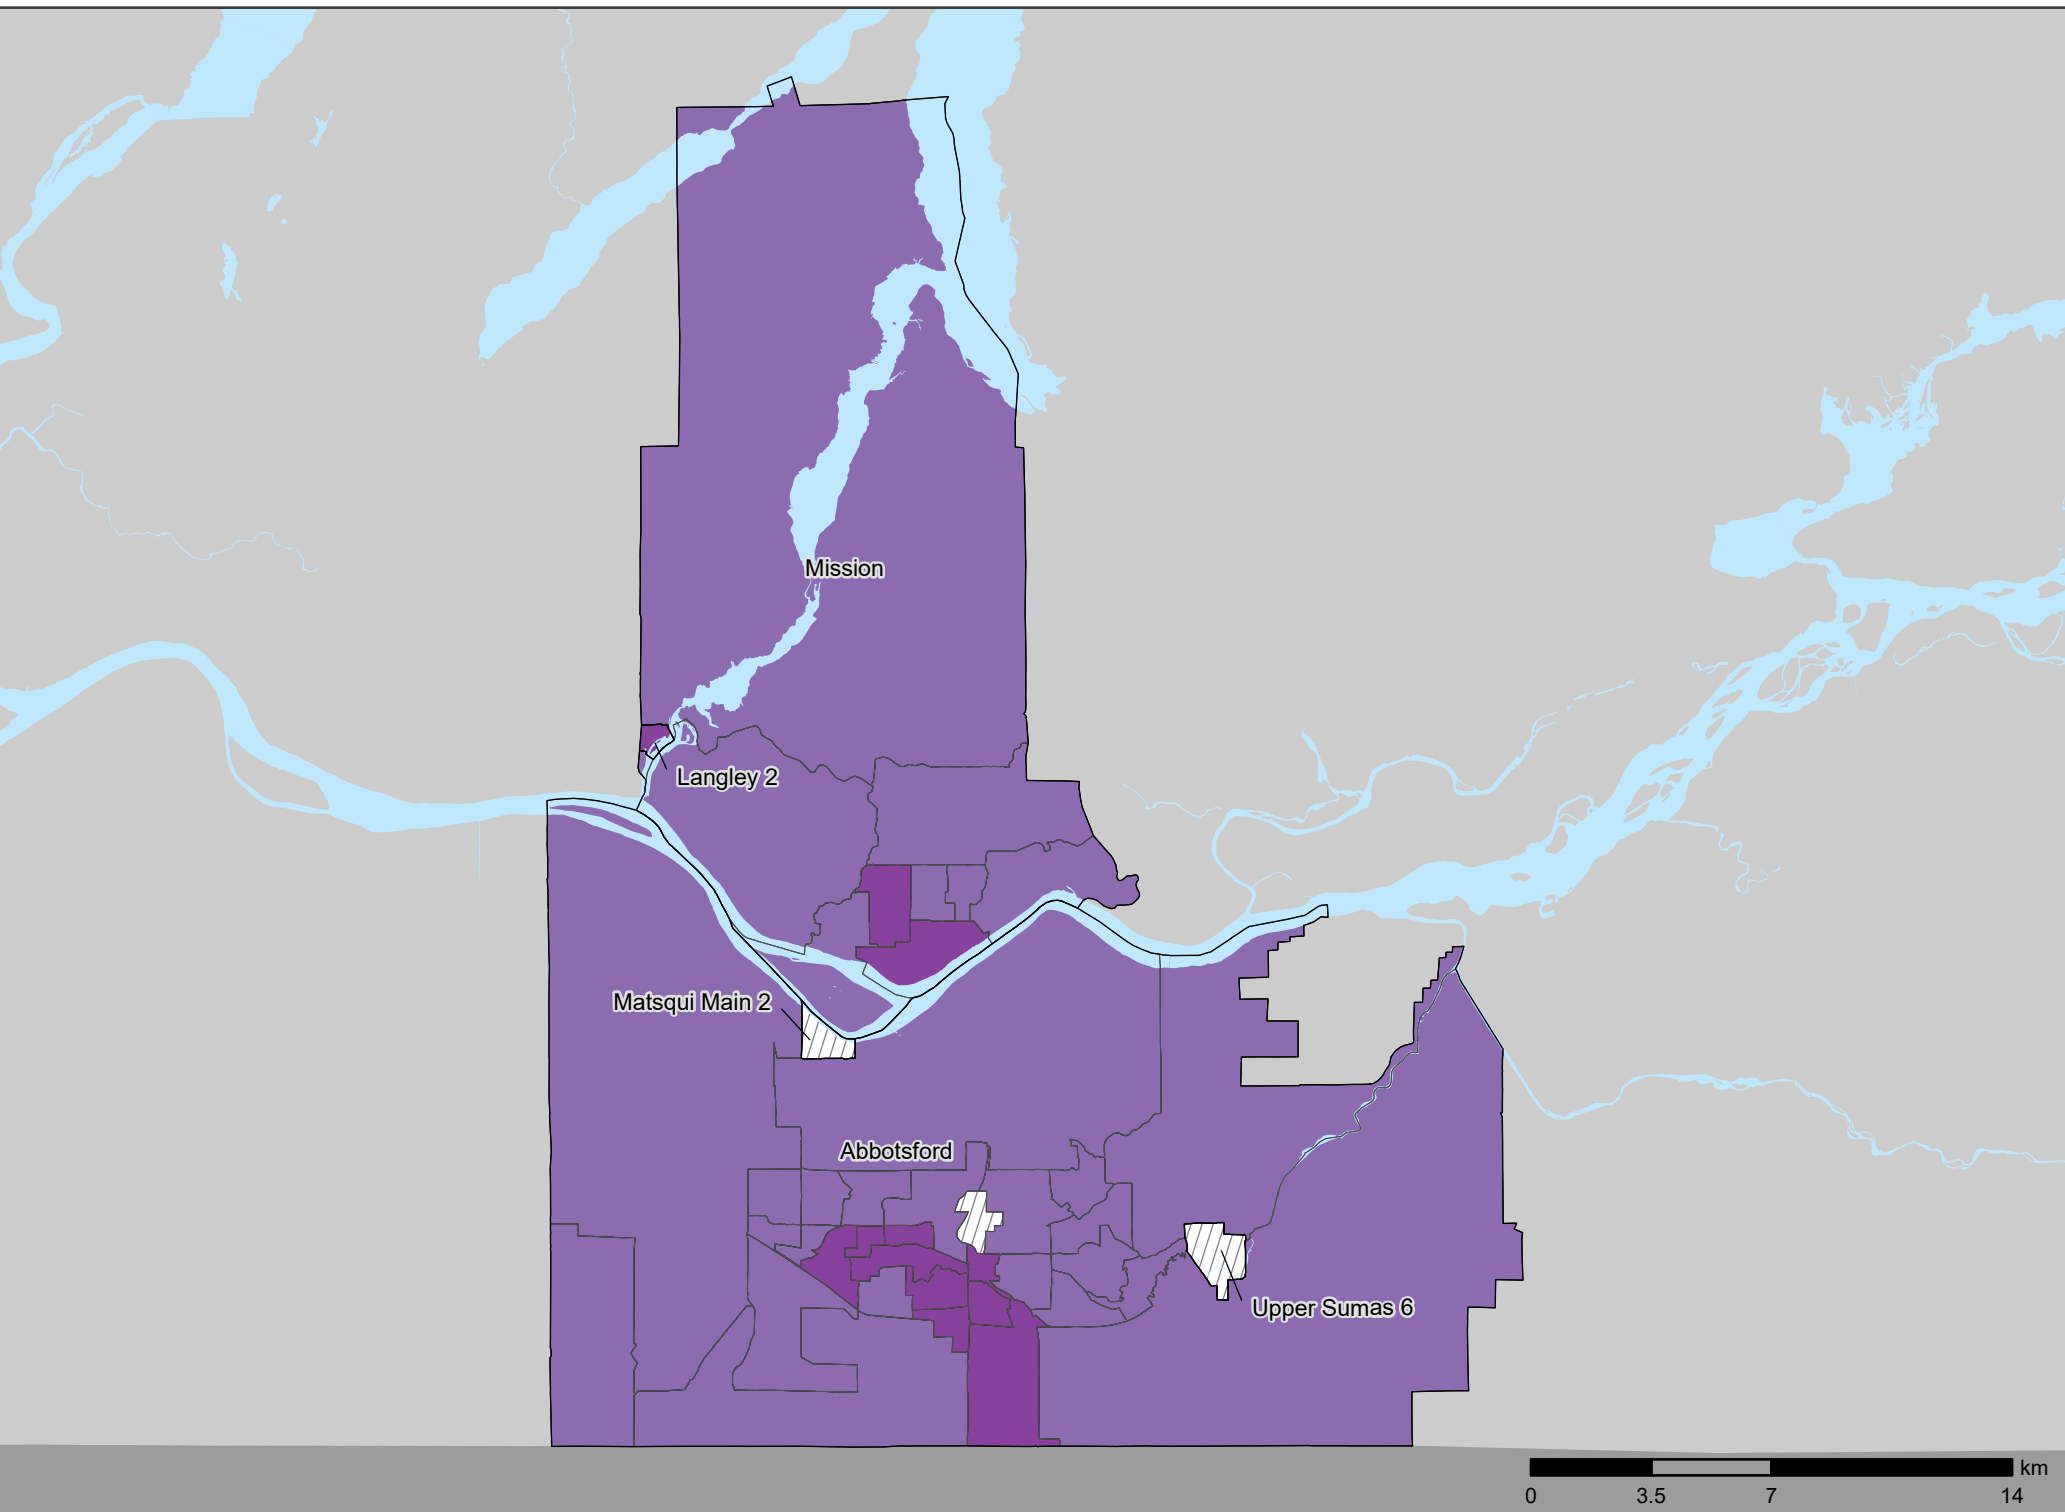 Mission
Langley 2
Matsqui Main 2
Abbotsford
Upper Sumas 6
km
0 3.5 7 14